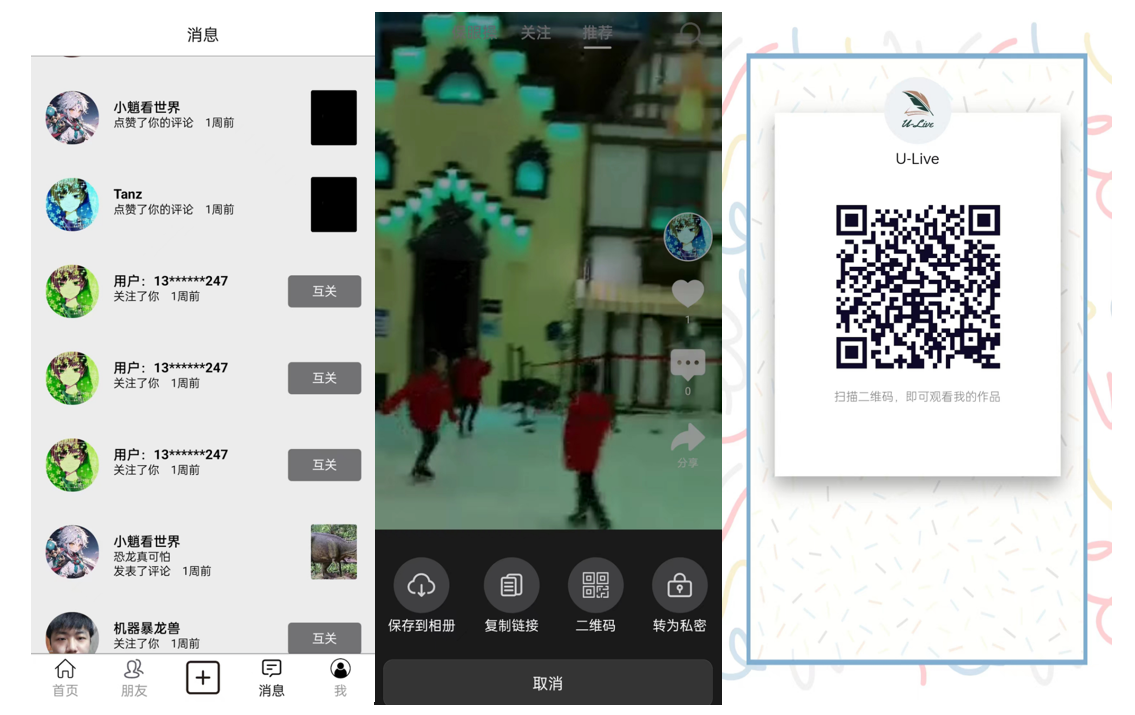 消息
小魈看世界
点赞了你的评论 1周前
Tanz
点赞了你的评论 1周前
用户：13******247
关注了你 1周前
互关
用户：13******247
关注了你 1周前
互关
用户：13******247
关注了你 1周前
互关
小魈看世界
恐龙真可怕
发表了评论 1周前
机器暴龙兽
关注了你 1周前
互关
首页
朋友
消息
我
关注
推荐
1
0
分享
保存到相册
复制链接
二维码
转为私密
取消
U-Live
U-Live
扫描二维码，即可观看我的作品